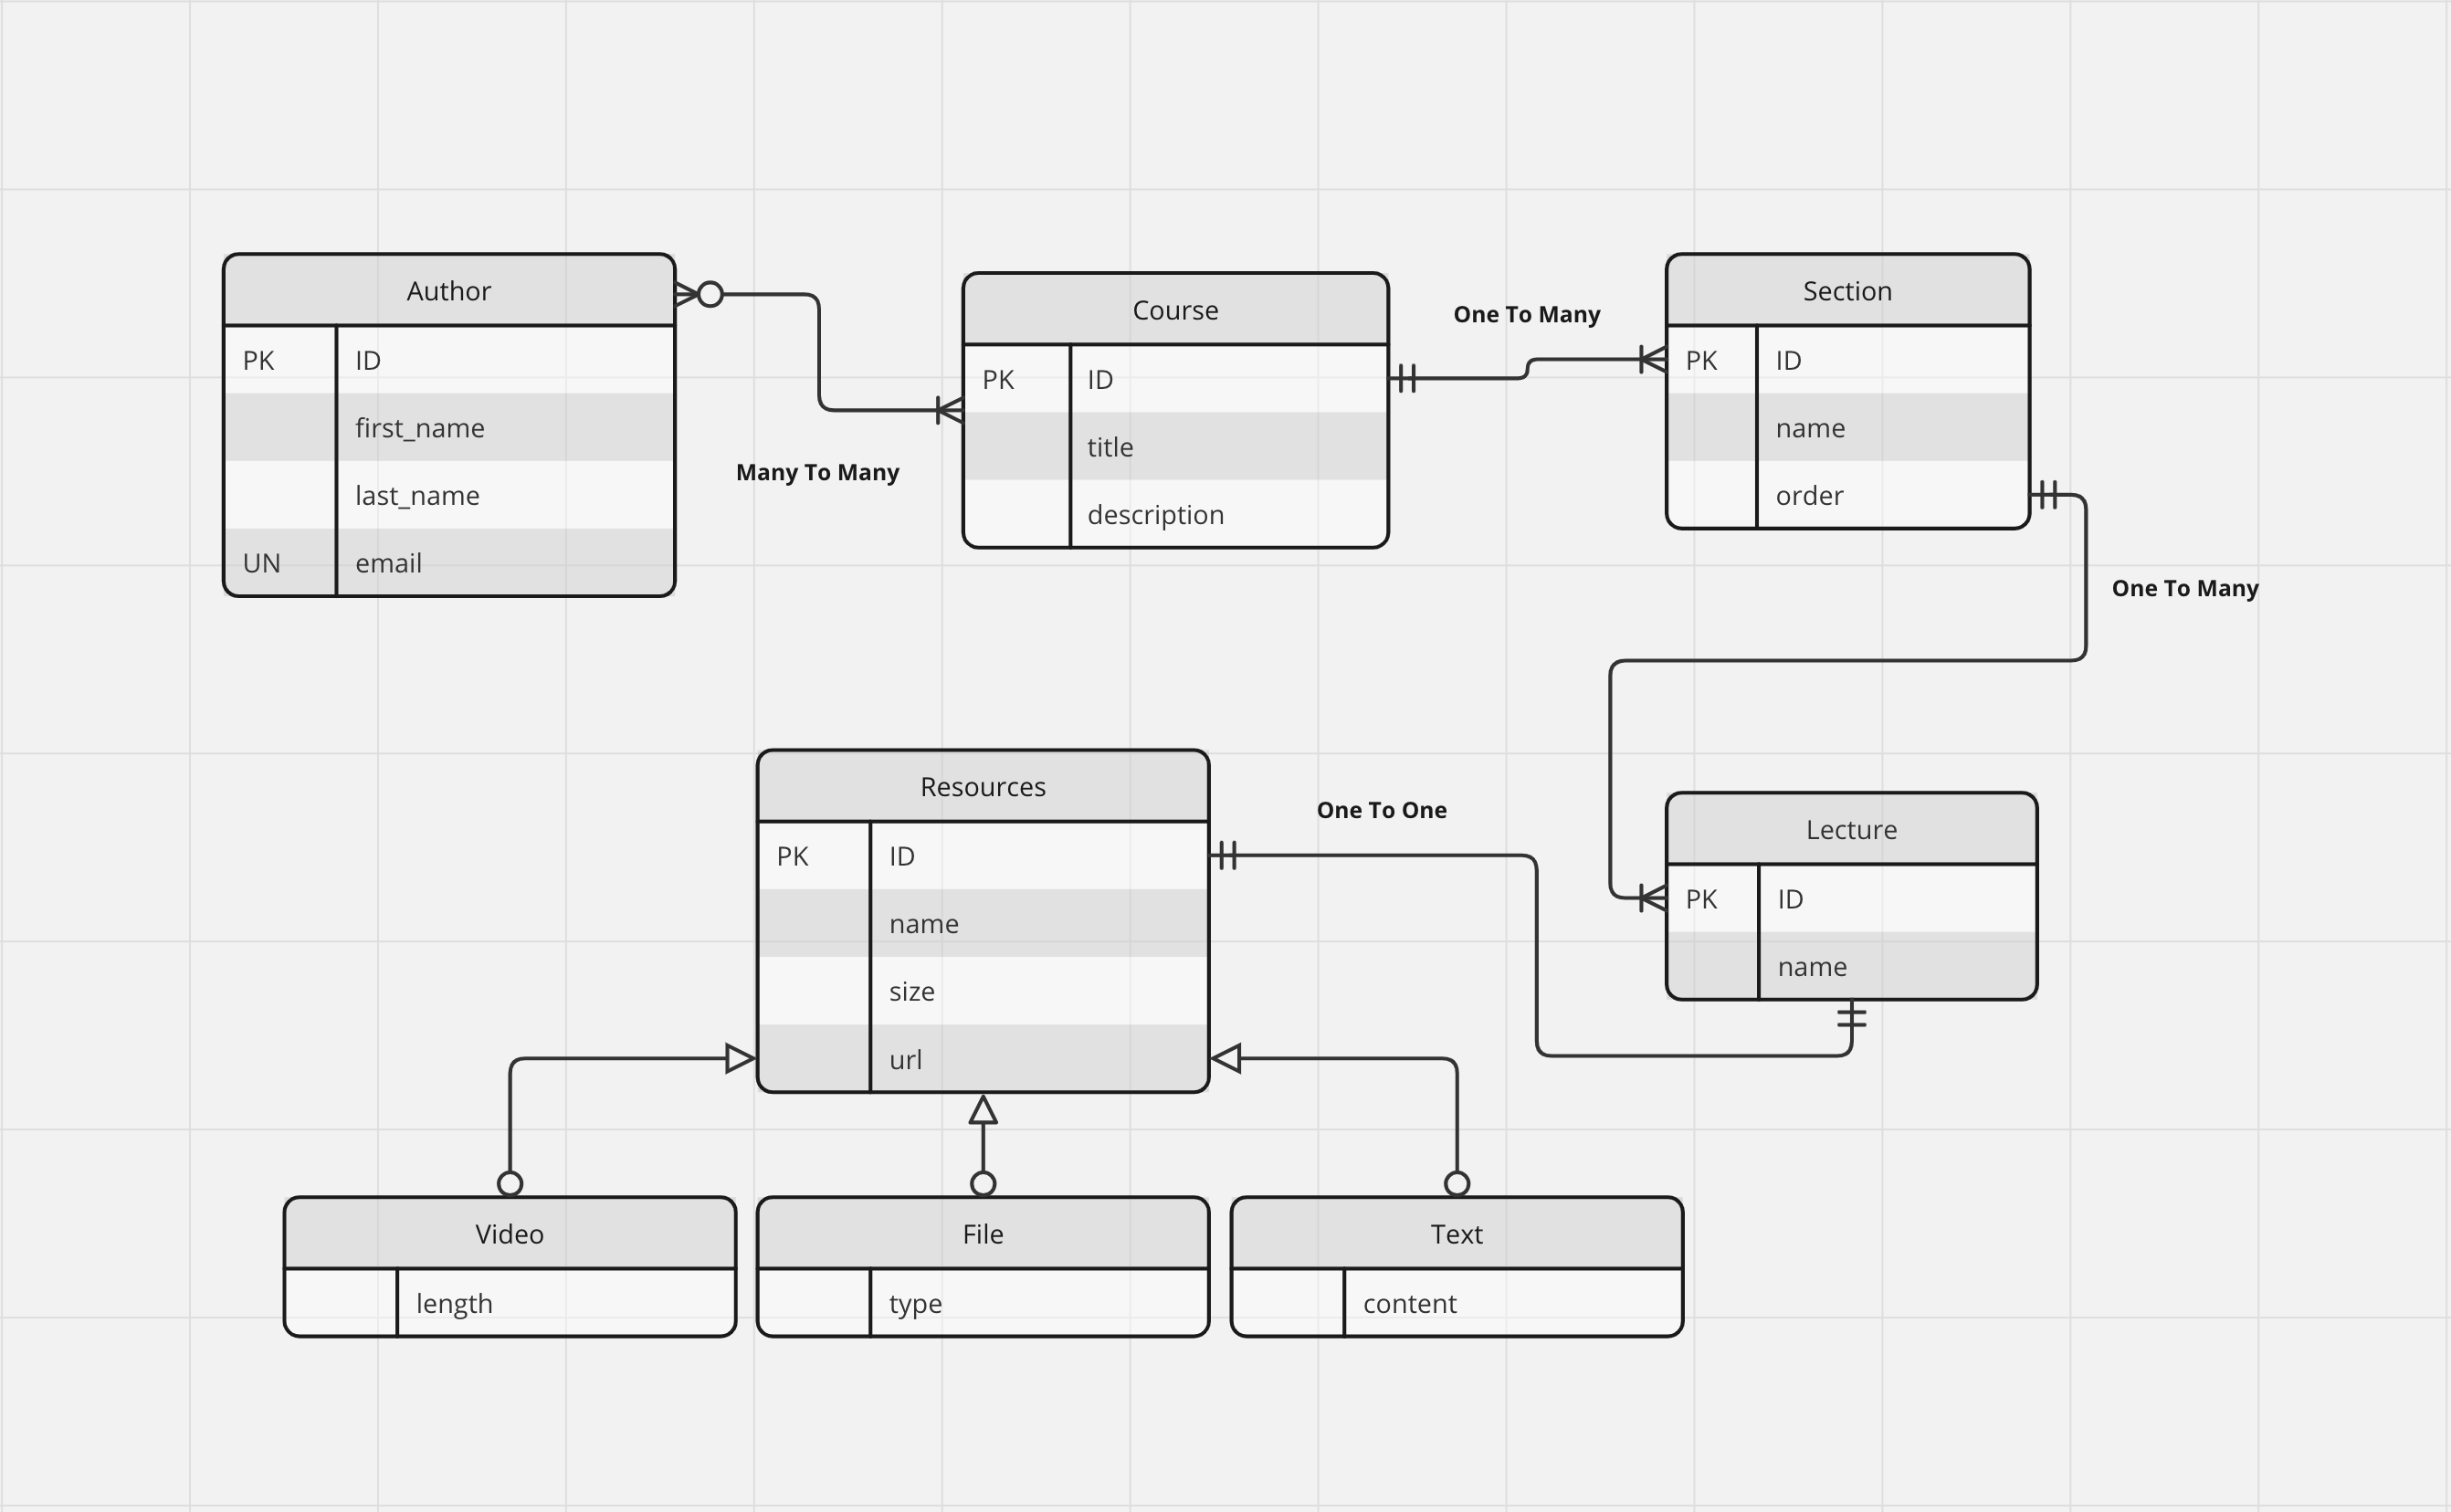 Author
PK ID
first_name
last_name
UN email
Many To Many
Course
PK ID
title
description
One To Many
Section
PK ID
name
order
One To Many
Resources
PK ID
name
size
url
One To One
Lecture
PK ID
name
Video
length
File
type
Text
content